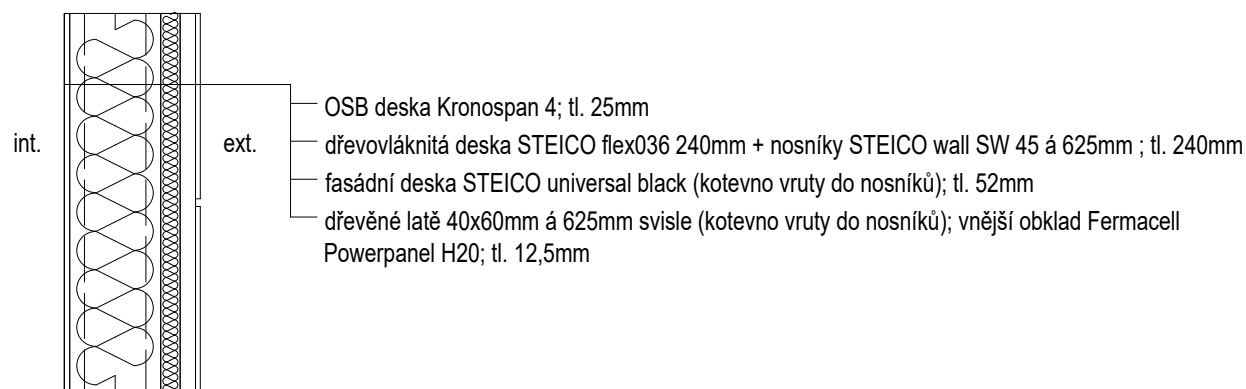 int.
ext.
OSB deska Kronospan 4; tl. 25mm
dřevovláknitá deska STEICO flex036 240mm + nosníky STEICO wall SW 45 á 625mm ; tl. 240mm
fasádní deska STEICO universal black (kotevno vruty do nosníků); tl. 52mm
dřevěné latě 40x60mm á 625mm svisle (kotevno vruty do nosníků); vnější obklad Fermacell
Powerpanel H20; tl. 12,5mm